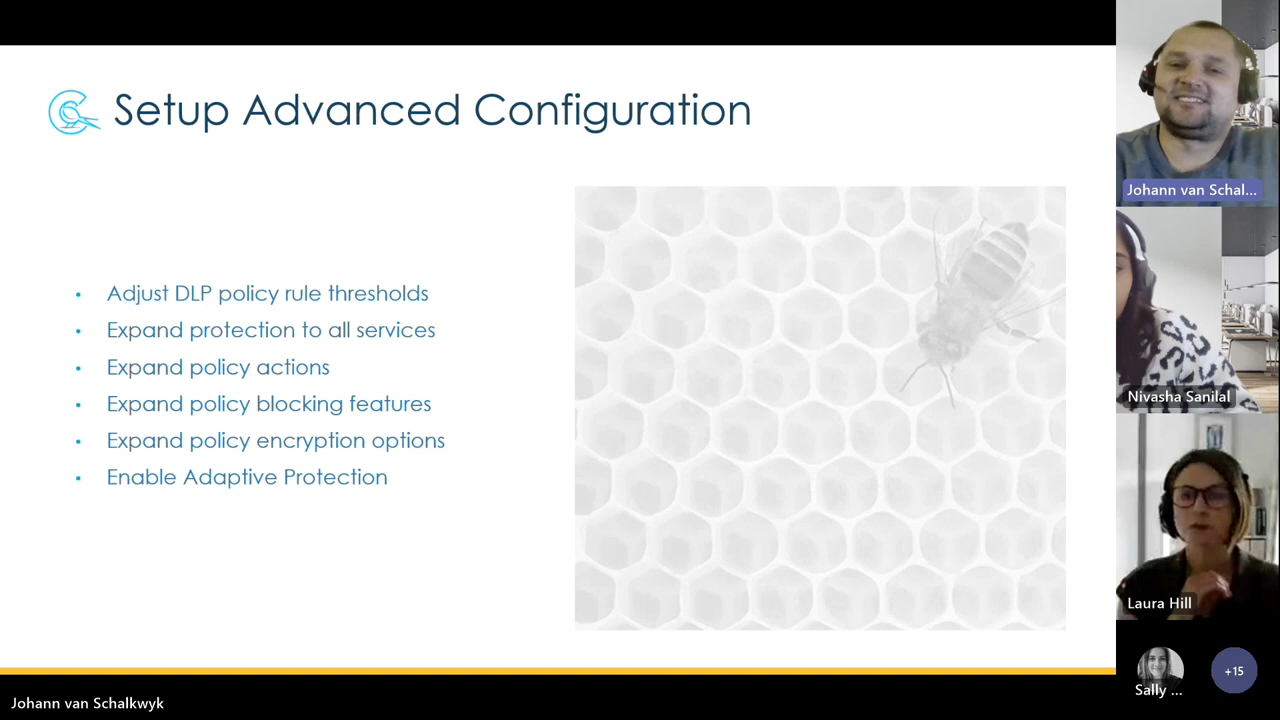 Setup Advanced Configuration
• Adjust DLP policy rule thresholds
• Expand protection to all services
• Expand policy actions
• Expand policy blocking features
• Expand policy encryption options
• Enable Adaptive Protection
Johann van Schal...
Nivasha Sanilal
Laura Hill
Sally ...
+15
Johann van Schalkwyk